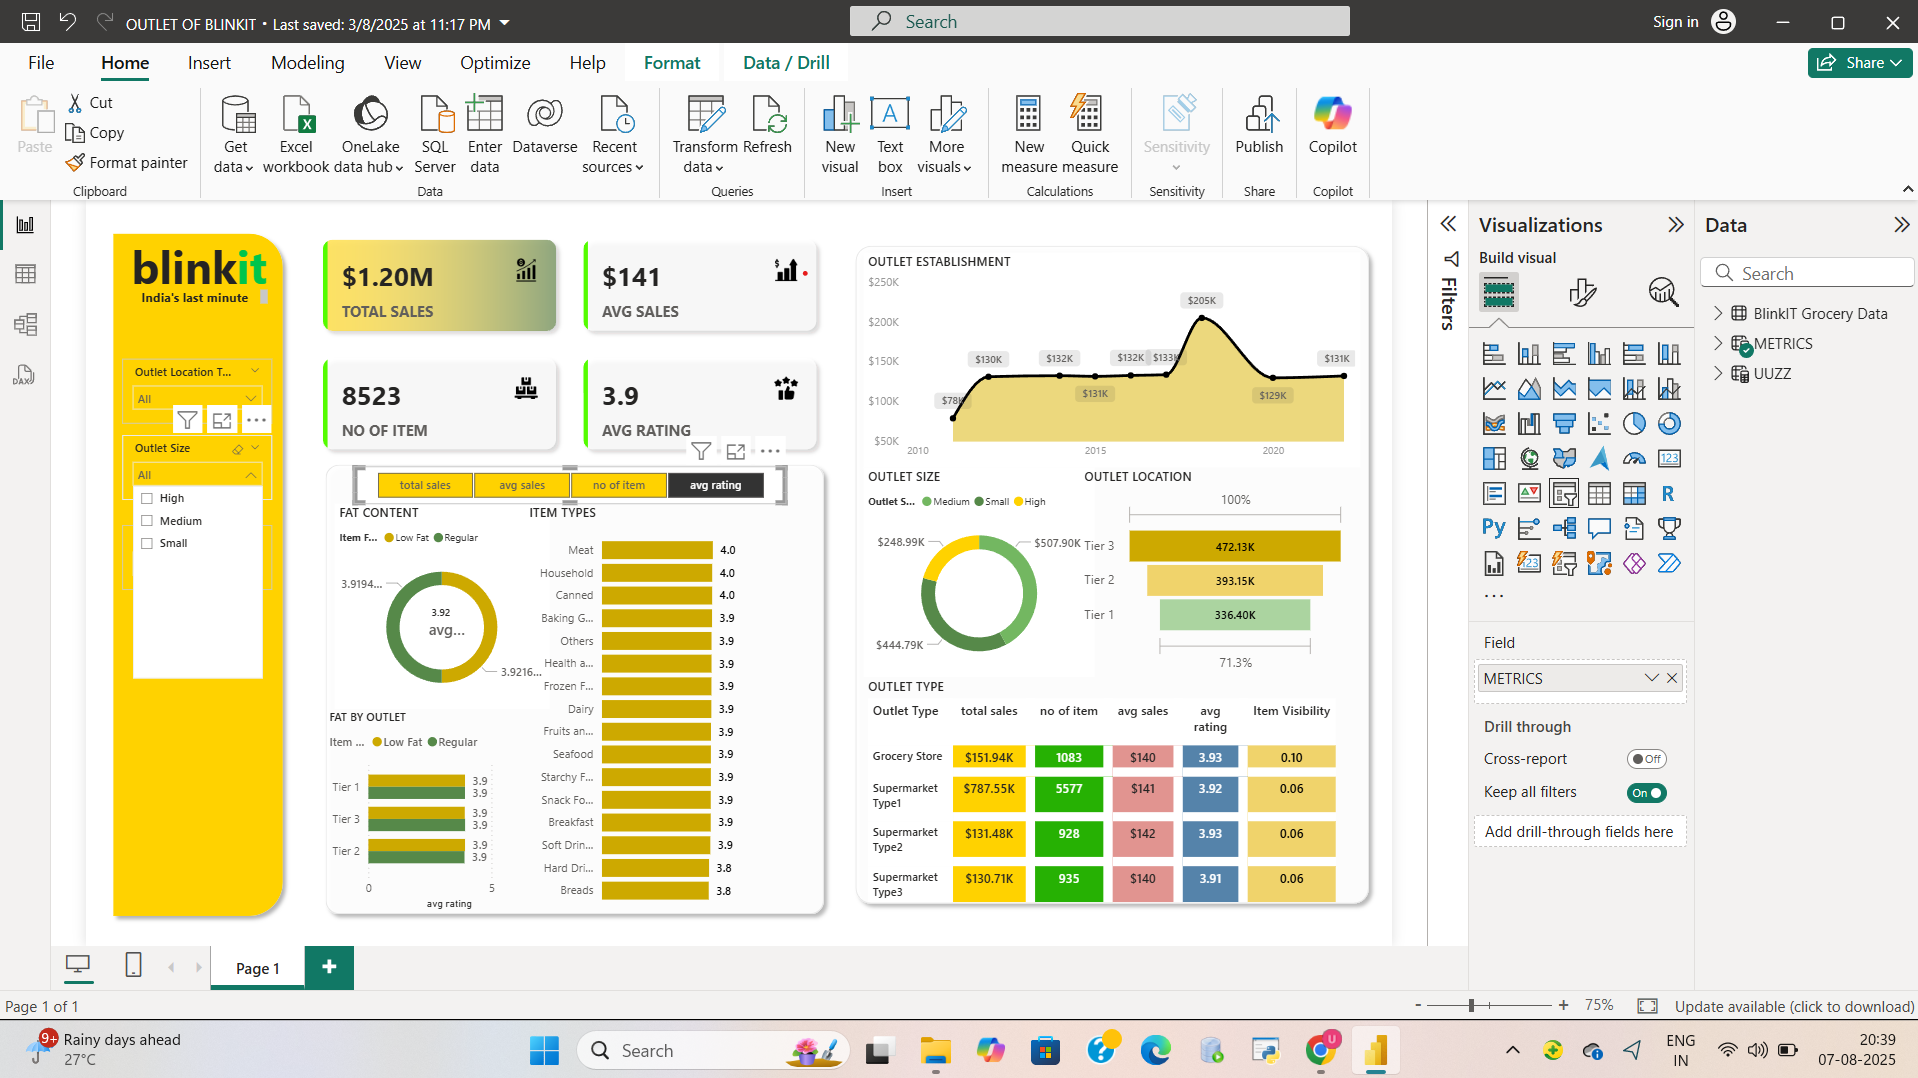 OUTLET OF BLINKIT • Last saved: 3/8/2025 at 11:17 PM
Search
Sign in
File Home Insert Modeling View Optimize Help Format Data / Drill
Share
Paste
Cut
Copy
Format painter
Clipboard
Get data
Excel workbook
OneLake data hub
SQL Server
Enter data
Dataverse
Recent sources
Data
Transform data
Refresh
Queries
New visual
Text box
More visuals
Insert
New measure
Quick measure
Calculations
Sensitivity
Sensitivity
Publish
Share
Copilot
Copilot
blinkit
India's last minute
Outlet Location T...
All
Outlet Size
All
High
Medium
Small
$1.20M
TOTAL SALES
$141
AVG SALES
8523
NO OF ITEM
3.9
AVG RATING
total sales
avg sales
no of item
avg rating
FAT CONTENT
Item F... Low Fat Regular
3.9194...
3.92
avg...
3.9216...
FAT BY OUTLET
Item ... Low Fat Regular
Tier 1 3.9
3.9
Tier 3 3.9
3.9
Tier 2 3.9
3.9
0 5
avg rating
ITEM TYPES
Meat 4.0
Household 4.0
Canned 4.0
Baking G... 3.9
Others 3.9
Health a... 3.9
Frozen F... 3.9
Dairy 3.9
Fruits an... 3.9
Seafood 3.9
Starchy F... 3.9
Snack Fo... 3.9
Breakfast 3.9
Soft Drin... 3.9
Hard Dri... 3.8
Breads 3.8
OUTLET ESTABLISHMENT
$250K
$200K
$150K
$100K
$50K
$78K
$130K
$132K
$131K
$132K
$133K
$205K
$129K
$131K
2010 2015 2020
OUTLET SIZE
Outlet S... Medium Small High
$248.99K
$507.90K
$444.79K
OUTLET LOCATION
100%
Tier 3 472.13K
Tier 2 393.15K
Tier 1 336.40K
71.3%
OUTLET TYPE
Outlet Type total sales no of item avg sales avg rating Item Visibility
Grocery Store $151.94K 1083 $140 3.93 0.10
Supermarket Type1 $787.55K 5577 $141 3.92 0.06
Supermarket Type2 $131.48K 928 $142 3.93 0.06
Supermarket Type3 $130.71K 935 $140 3.91 0.06
Filters
Visualizations
Build visual
123
R
Py
123
...
Field
METRICS
Drill through
Cross-report Off
Keep all filters On
Add drill-through fields here
Data
Search
BlinkIT Grocery Data
METRICS
UUZZ
DAX
Page 1
Page 1 of 1
- + 75%
Update available (click to download)
9+
Rainy days ahead
27°C
Search
U
ENG
IN
20:39
07-08-2025